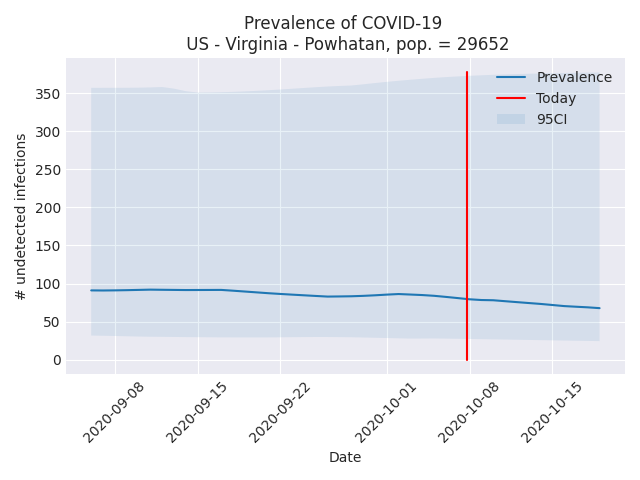 Prevalence of COVID-19
US - Virginia - Powhatan, pop. = 29652
Prevalence
Today
95CI
350
300
250
200
150
100
50
0
# undetected infections
2020-09-08
2020-09-15
2020-09-22
2020-10-01
2020-10-08
2020-10-15
Date